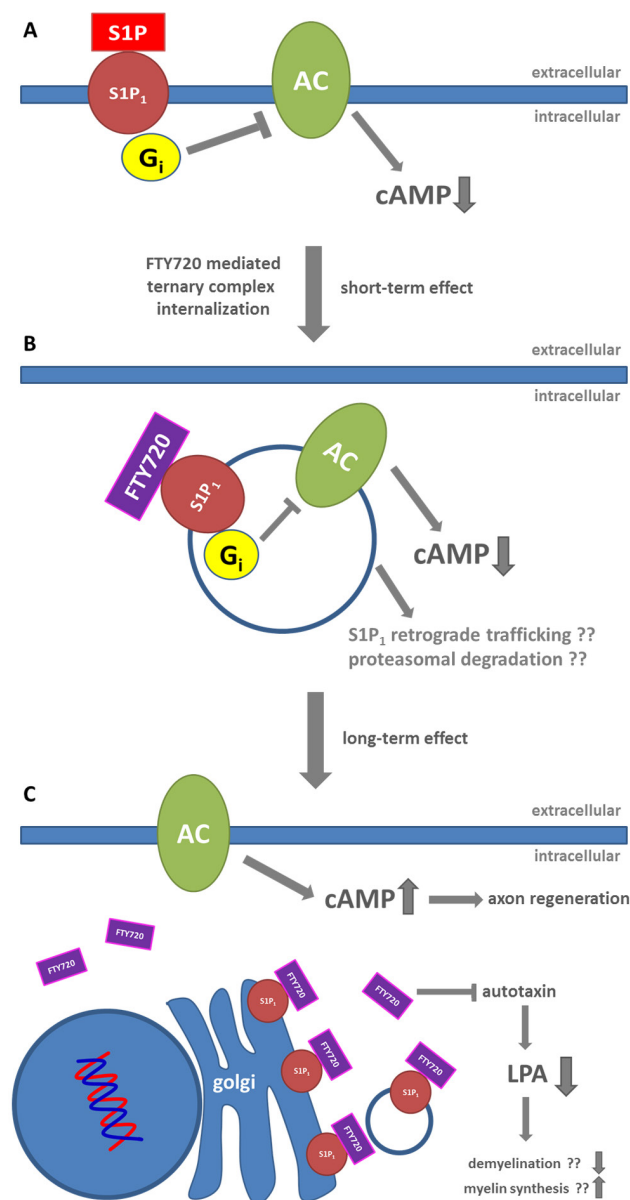 A
S1P
S1P₁
Gᵢ
AC
extracellular
intracellular
cAMP
FTY720 mediated
ternary complex
internalization
short-term effect
B
extracellular
intracellular
FTY720
S1P₁
Gᵢ
AC
cAMP
S1P₁ retrograde trafficking ??
proteasomal degradation ??
long-term effect
C
AC
extracellular
intracellular
cAMP
axon regeneration
FTY720
FTY720
S1P₁
FTY720
FTY720
autotaxin
golgi
S1P₁
FTY720
FTY720
S1P₁
LPA
S1P₁
FTY720
demyelination ??
myelin synthesis ??